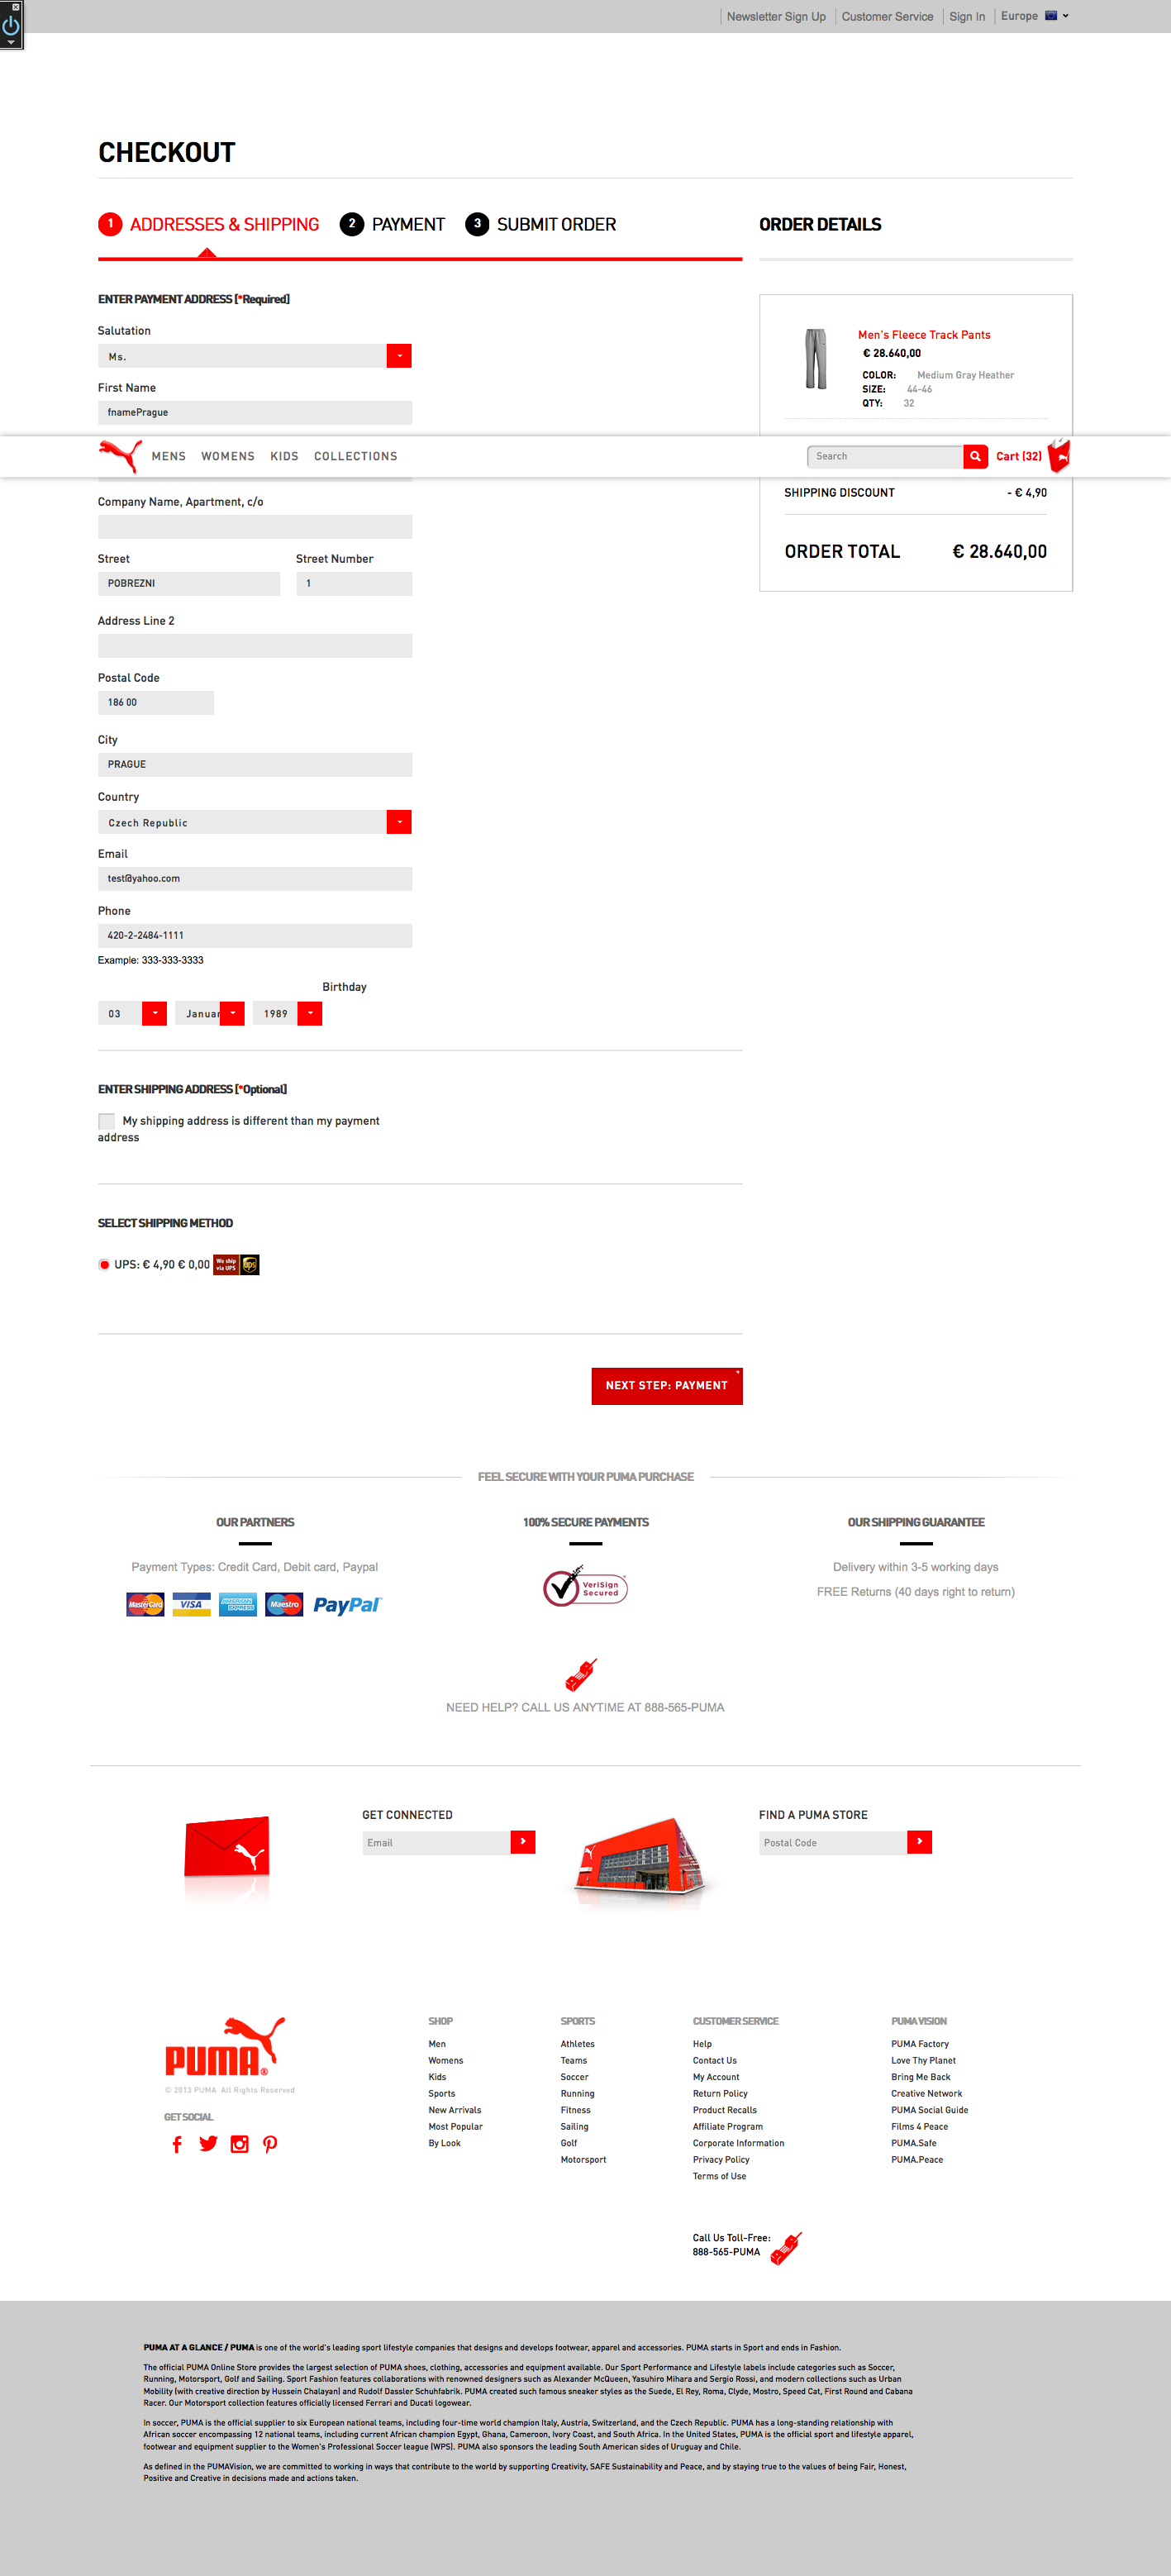 Newsletter Sign Up
Customer Service
Sign In
Europe
CHECKOUT
1 ADDRESSES & SHIPPING
2 PAYMENT
3 SUBMIT ORDER
ORDER DETAILS
ENTER PAYMENT ADDRESS [*Required]
Salutation
Ms.
First Name
fnamePrague
Men's Fleece Track Pants
€ 28.640,00
COLOR: Medium Gray Heather
SIZE: 44-46
QTY: 32
MENS WOMENS KIDS COLLECTIONS
Search
Cart (32)
SHIPPING DISCOUNT - € 4,90
ORDER TOTAL € 28.640,00
Company Name, Apartment, c/o
Street
POBREZNI
Street Number
1
Address Line 2
Postal Code
186 00
City
PRAGUE
Country
Czech Republic
Email
test@yahoo.com
Phone
420-2-2484-1111
Example: 333-333-3333
Birthday
03 Januar 1989
ENTER SHIPPING ADDRESS [*Optional]
My shipping address is different than my payment
address
SELECT SHIPPING METHOD
UPS: € 4,90 € 0,00
We ship
via UPS
ups
NEXT STEP: PAYMENT
FEEL SECURE WITH YOUR PUMA PURCHASE
OUR PARTNERS
Payment Types: Credit Card, Debit card, Paypal
MasterCard VISA AMERICAN EXPRESS Maestro PayPal
100% SECURE PAYMENTS
VeriSign
Secured
OUR SHIPPING GUARANTEE
Delivery within 3-5 working days
FREE Returns (40 days right to return)
NEED HELP? CALL US ANYTIME AT 888-565-PUMA
GET CONNECTED
Email
FIND A PUMA STORE
Postal Code
PUMA®
© 2013 PUMA All Rights Reserved
GET SOCIAL
SHOP
Men
Womens
Kids
Sports
New Arrivals
Most Popular
By Look
SPORTS
Athletes
Teams
Soccer
Running
Fitness
Sailing
Golf
Motorsport
CUSTOMER SERVICE
Help
Contact Us
My Account
Return Policy
Product Recalls
Affiliate Program
Corporate Information
Privacy Policy
Terms of Use
PUMA VISION
PUMA Factory
Love Thy Planet
Bring Me Back
Creative Network
PUMA Social Guide
Films 4 Peace
PUMA.Safe
PUMA.Peace
Call Us Toll-Free:
888-565-PUMA
PUMA AT A GLANCE / PUMA is one of the world's leading sport lifestyle companies that designs and develops footwear, apparel and accessories. PUMA starts in Sport and ends in Fashion.
The official PUMA Online Store provides the largest selection of PUMA shoes, clothing, accessories and equipment available. Our Sport Performance and Lifestyle labels include categories such as Soccer,
Running, Motorsport, Golf and Sailing. Sport Fashion features collaborations with renowned designers such as Alexander McQueen, Yasuhiro Mihara and Sergio Rossi, and modern collections such as Urban
Mobility (with creative direction by Hussein Chalayan) and Rudolf Dassler Schuhfabrik. PUMA created such famous sneaker styles as the Suede, El Rey, Roma, Clyde, Mostro, Speed Cat, First Round and Cabana
Racer. Our Motorsport collection features officially licensed Ferrari and Ducati logowear.
In soccer, PUMA is the official supplier to six European national teams, including four-time world champion Italy, Austria, Switzerland, and the Czech Republic. PUMA has a long-standing relationship with
African soccer encompassing 12 national teams, including current African champion Egypt, Ghana, Cameroon, Ivory Coast, and South Africa. In the United States, PUMA is the official sport and lifestyle apparel,
footwear and equipment supplier to the Women's Professional Soccer league (WPS). PUMA also sponsors the leading South American sides of Uruguay and Chile.
As defined in the PUMAVision, we are committed to working in ways that contribute to the world by supporting Creativity, SAFE Sustainability and Peace, and by staying true to the values of being Fair, Honest,
Positive and Creative in decisions made and actions taken.